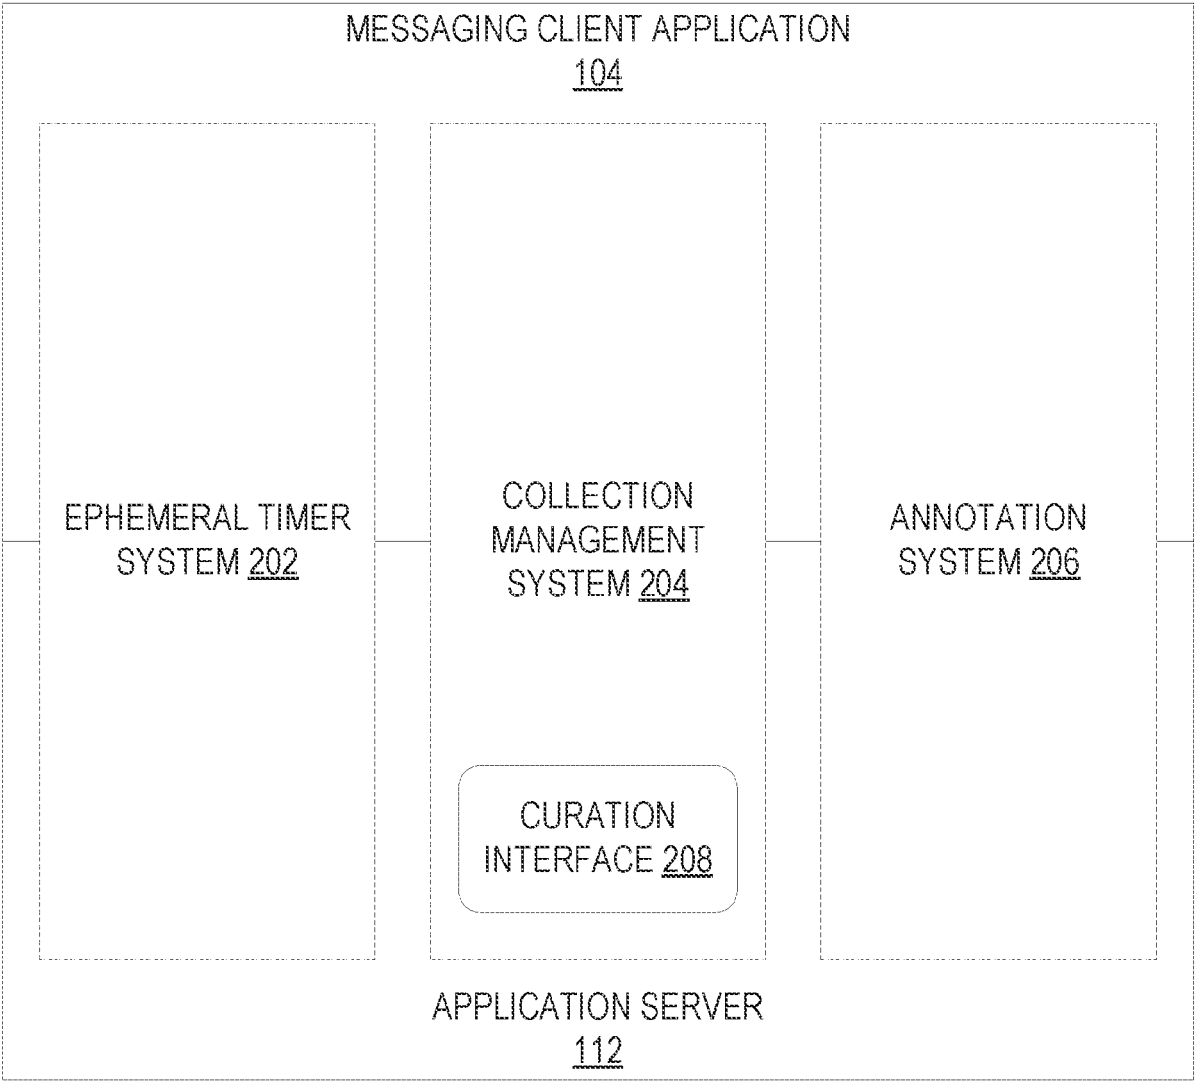 MESSAGING CLIENT APPLICATION
104
EPHEMERAL TIMER
SYSTEM 202
COLLECTION
MANAGEMENT
SYSTEM 204
ANNOTATION
SYSTEM 206
CURATION
INTERFACE 208
APPLICATION SERVER
112